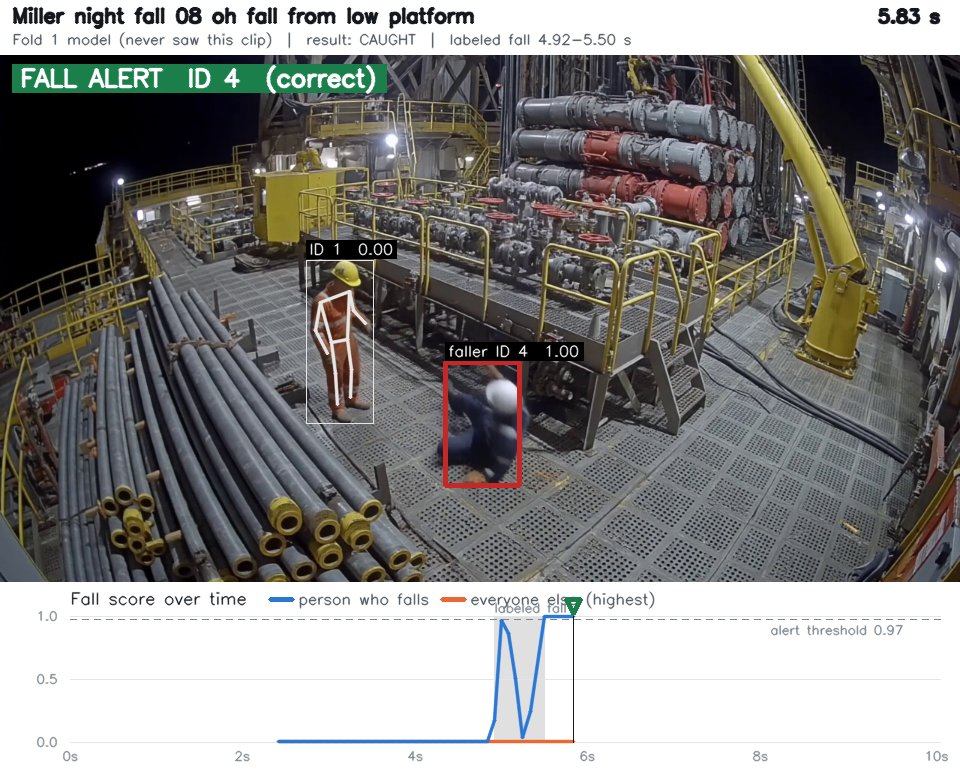 Miller night fall 08 oh fall from low platform
5.83 s
Fold 1 model (never saw this clip) | result: CAUGHT | labeled fall 4.92–5.50 s
FALL ALERT ID 4 (correct)
ID 1 0.00
faller ID 4 1.00
Fall score over time
person who falls
everyone else (highest)
labeled fall
1.0
alert threshold 0.97
0.5
0.0
0s 2s 4s 6s 8s 10s